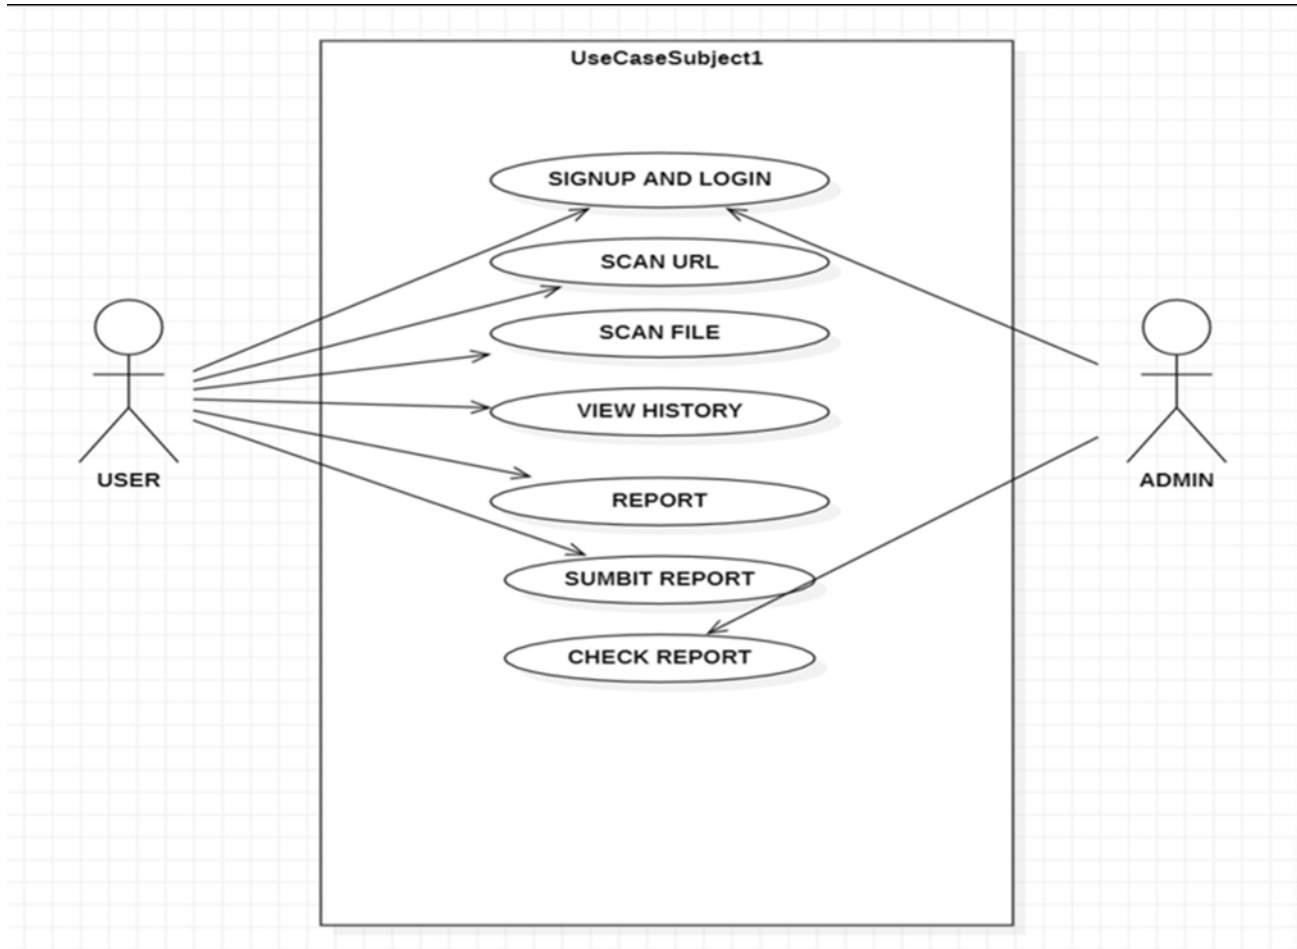 UseCaseSubject1
SIGNUP AND LOGIN
SCAN URL
SCAN FILE
VIEW HISTORY
REPORT
SUMBIT REPORT
CHECK REPORT
USER
ADMIN